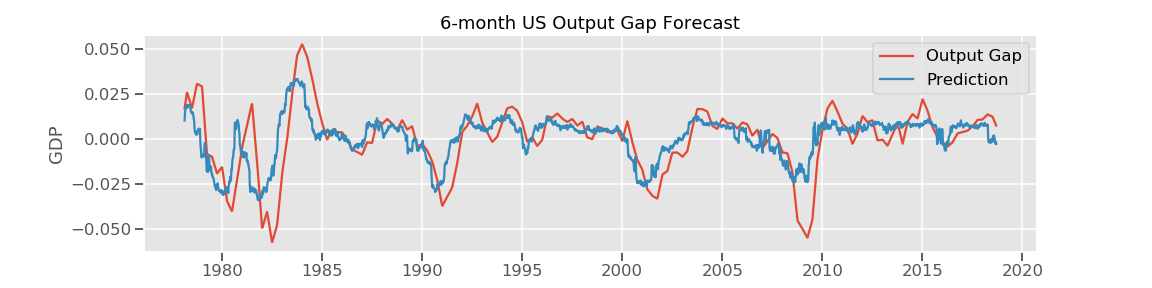 6-month US Output Gap Forecast
0.050
0.025
0.000
−0.025
−0.050
GDP
Output Gap
Prediction
1980 1985 1990 1995 2000 2005 2010 2015 2020